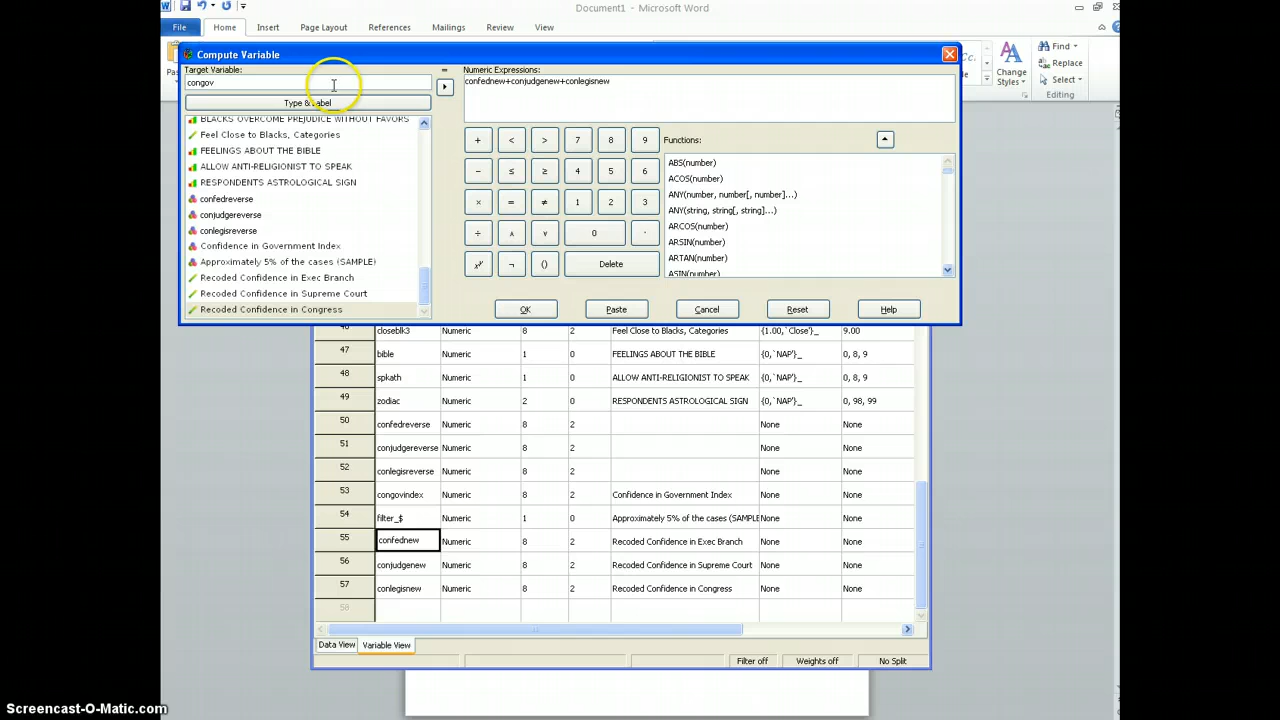 Document1 - Microsoft Word
File Home Insert Page Layout References Mailings Review View
Find
Replace
Select
Change
Styles
Editing
Compute Variable
Target Variable: = Numeric Expressions:
congov confednew+conjudgenew+conlegisnew
Type & Label
BLACKS OVERCOME PREJUDICE WITHOUT FAVORS
Feel Close to Blacks, Categories
FEELINGS ABOUT THE BIBLE
ALLOW ANTI-RELIGIONIST TO SPEAK
RESPONDENTS ASTROLOGICAL SIGN
confedreverse
conjudgereverse
conlegisreverse
Confidence in Government Index
Approximately 5% of the cases (SAMPLE)
Recoded Confidence in Exec Branch
Recoded Confidence in Supreme Court
Recoded Confidence in Congress
+ < > 7 8 9
− ≤ ≥ 4 5 6
× = ≠ 1 2 3
÷ ∧ ∨ 0 .
xʸ ¬ () Delete
Functions:
ABS(number)
ACOS(number)
ANY(number, number[, number]...)
ANY(string, string[, string]...)
ARCOS(number)
ARSIN(number)
ARTAN(number)
ASIN(number)
OK Paste Cancel Reset Help
46 closeblk3 Numeric 8 2 Feel Close to Blacks, Categories {1.00,`Close'}_ 9.00
47 bible Numeric 1 0 FEELINGS ABOUT THE BIBLE {0,`NAP'}_ 0, 8, 9
48 spkath Numeric 1 0 ALLOW ANTI-RELIGIONIST TO SPEAK {0,`NAP'}_ 0, 8, 9
49 zodiac Numeric 2 0 RESPONDENTS ASTROLOGICAL SIGN {0,`NAP'}_ 0, 98, 99
50 confedreverse Numeric 8 2 None None
51 conjudgereverse Numeric 8 2 None None
52 conlegisreverse Numeric 8 2 None None
53 congovindex Numeric 8 2 Confidence in Government Index None None
54 filter_$ Numeric 1 0 Approximately 5% of the cases (SAMPLE None None
55 confednew Numeric 8 2 Recoded Confidence in Exec Branch None None
56 conjudgenew Numeric 8 2 Recoded Confidence in Supreme Court None None
57 conlegisnew Numeric 8 2 Recoded Confidence in Congress None None
58
Data View Variable View
Filter off Weights off No Split
Screencast-O-Matic.com